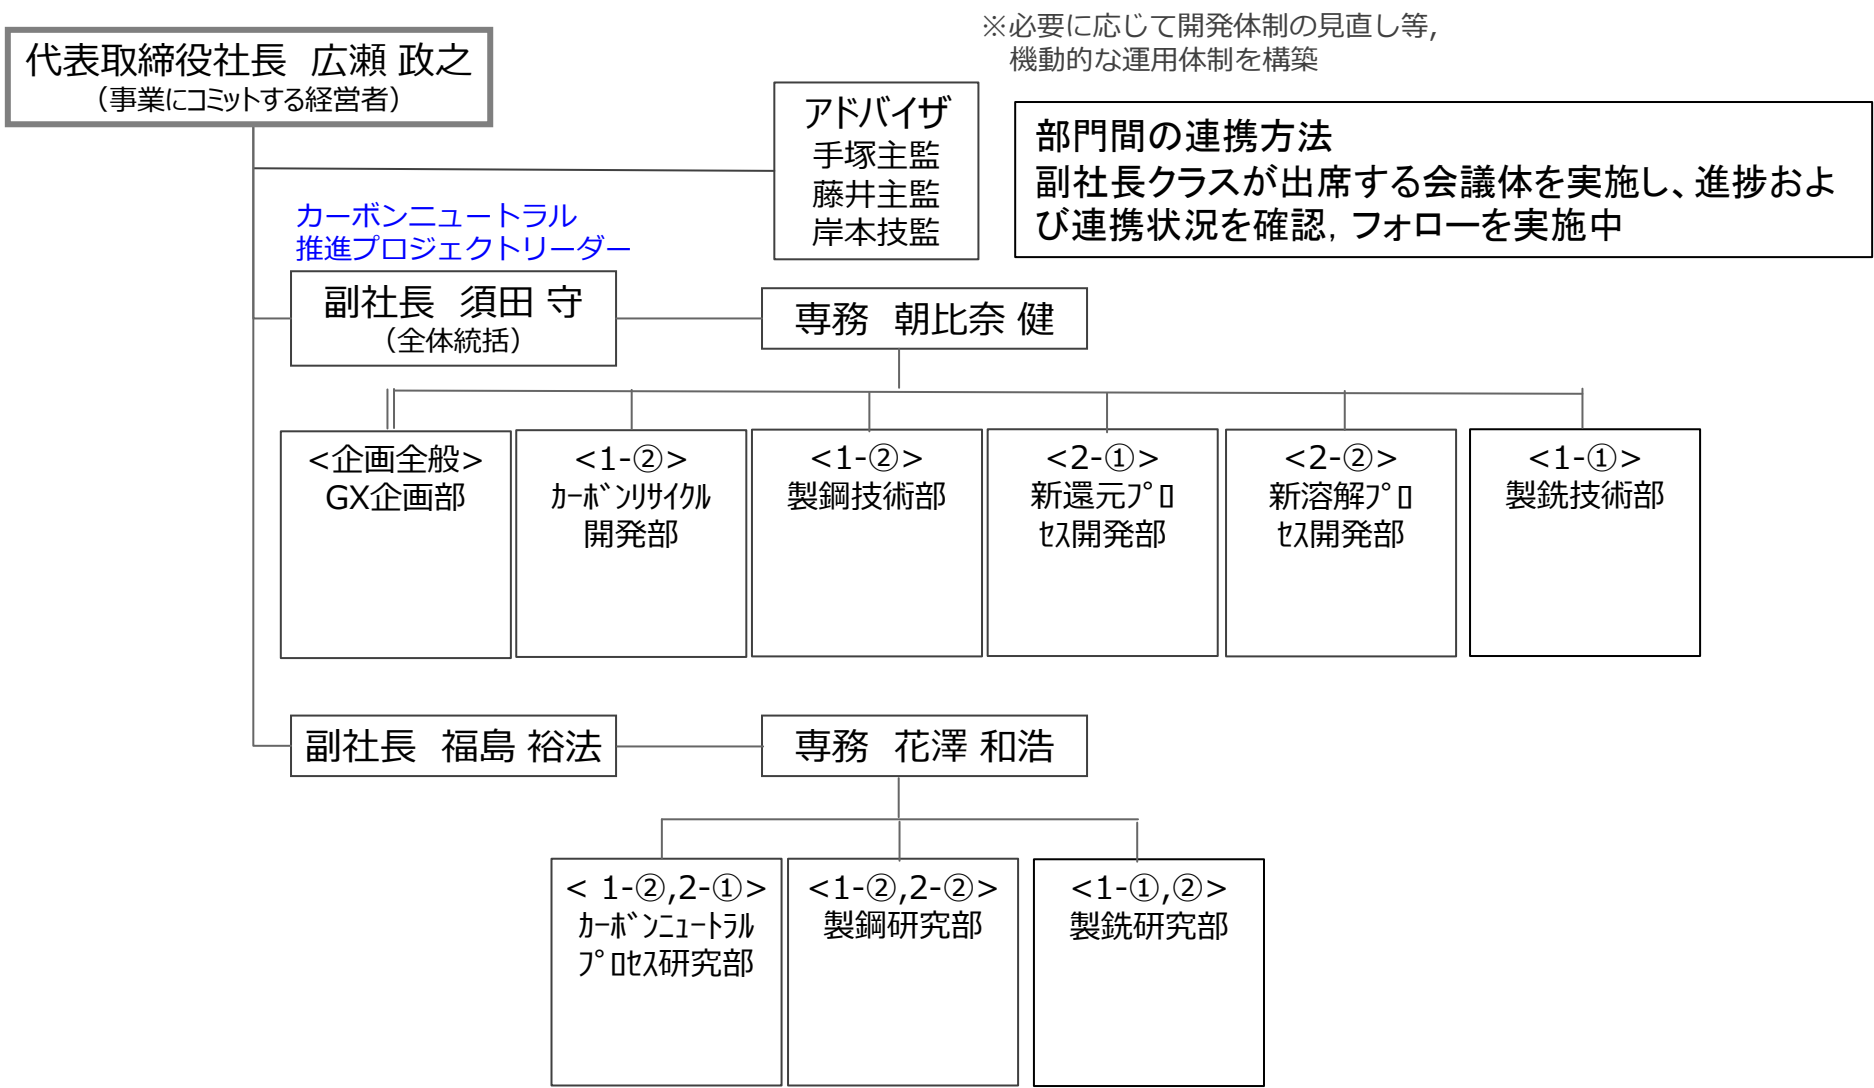 ※必要に応じて開発体制の見直し等,
機動的な運用体制を構築
代表取締役社長 広瀬 政之
（事業にｺﾐｯﾄする経営者）
アドバイザ
手塚主監
藤井主監
岸本技監
部門間の連携方法
副社長クラスが出席する会議体を実施し、進捗およ
び連携状況を確認, フォローを実施中
カーボンニュートラル
推進プロジェクトリーダー
副社長 須田 守
（全体統括）
専務 朝比奈 健
<企画全般>
GX企画部
<1-②>
ｶｰﾎﾞﾝﾘｻｲｸﾙ
開発部
<1-②>
製鋼技術部
<2-①>
新還元ﾌﾟﾛ
ｾｽ開発部
<2-②>
新溶解ﾌﾟﾛ
ｾｽ開発部
<1-①>
製銑技術部
副社長 福島 裕法
専務 花澤 和浩
< 1-②,2-①>
ｶｰﾎﾞﾝﾆｭｰﾄﾗﾙ
ﾌﾟﾛｾｽ研究部
<1-②,2-②>
製鋼研究部
<1-①,②>
製銑研究部